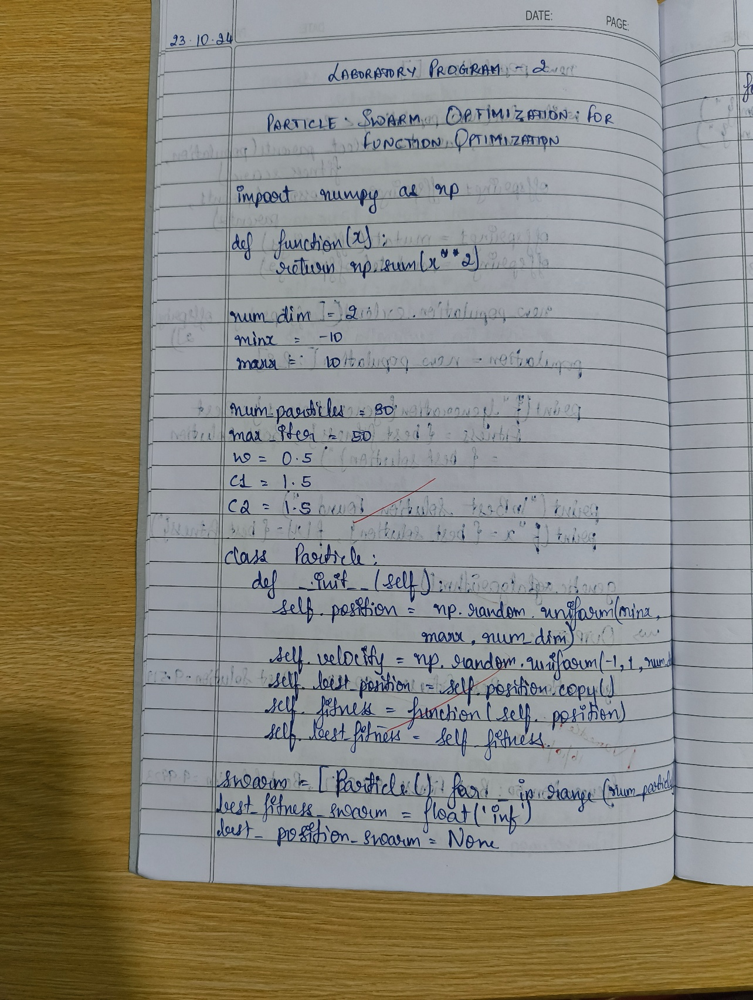 DATE:
PAGE:
23.10.24
LABORATORY PROGRAM - 2
PARTICLE SWARM OPTIMIZATION: FOR
FUNCTION OPTIMIZATION
import numpy as np
def function(x):
return np.sum(x**2)
num_dim = 2
minx = -10
maxx = 10
num_particles = 30
max_iter = 50
w = 0.5
C1 = 1.5
C2 = 1.5
class Particle:
def __init__(self):
self.position = np.random.uniform(minx,
maxx, num_dim)
self.velocity = np.random.uniform(-1, 1, num_d
self.best_position = self.position.copy()
self.fitness = function(self.position)
self.best_fitness = self.fitness.
swarm = [Particle() for _ in range(num_particles
best_fitness_swarm = float('inf')
best_position_swarm = None